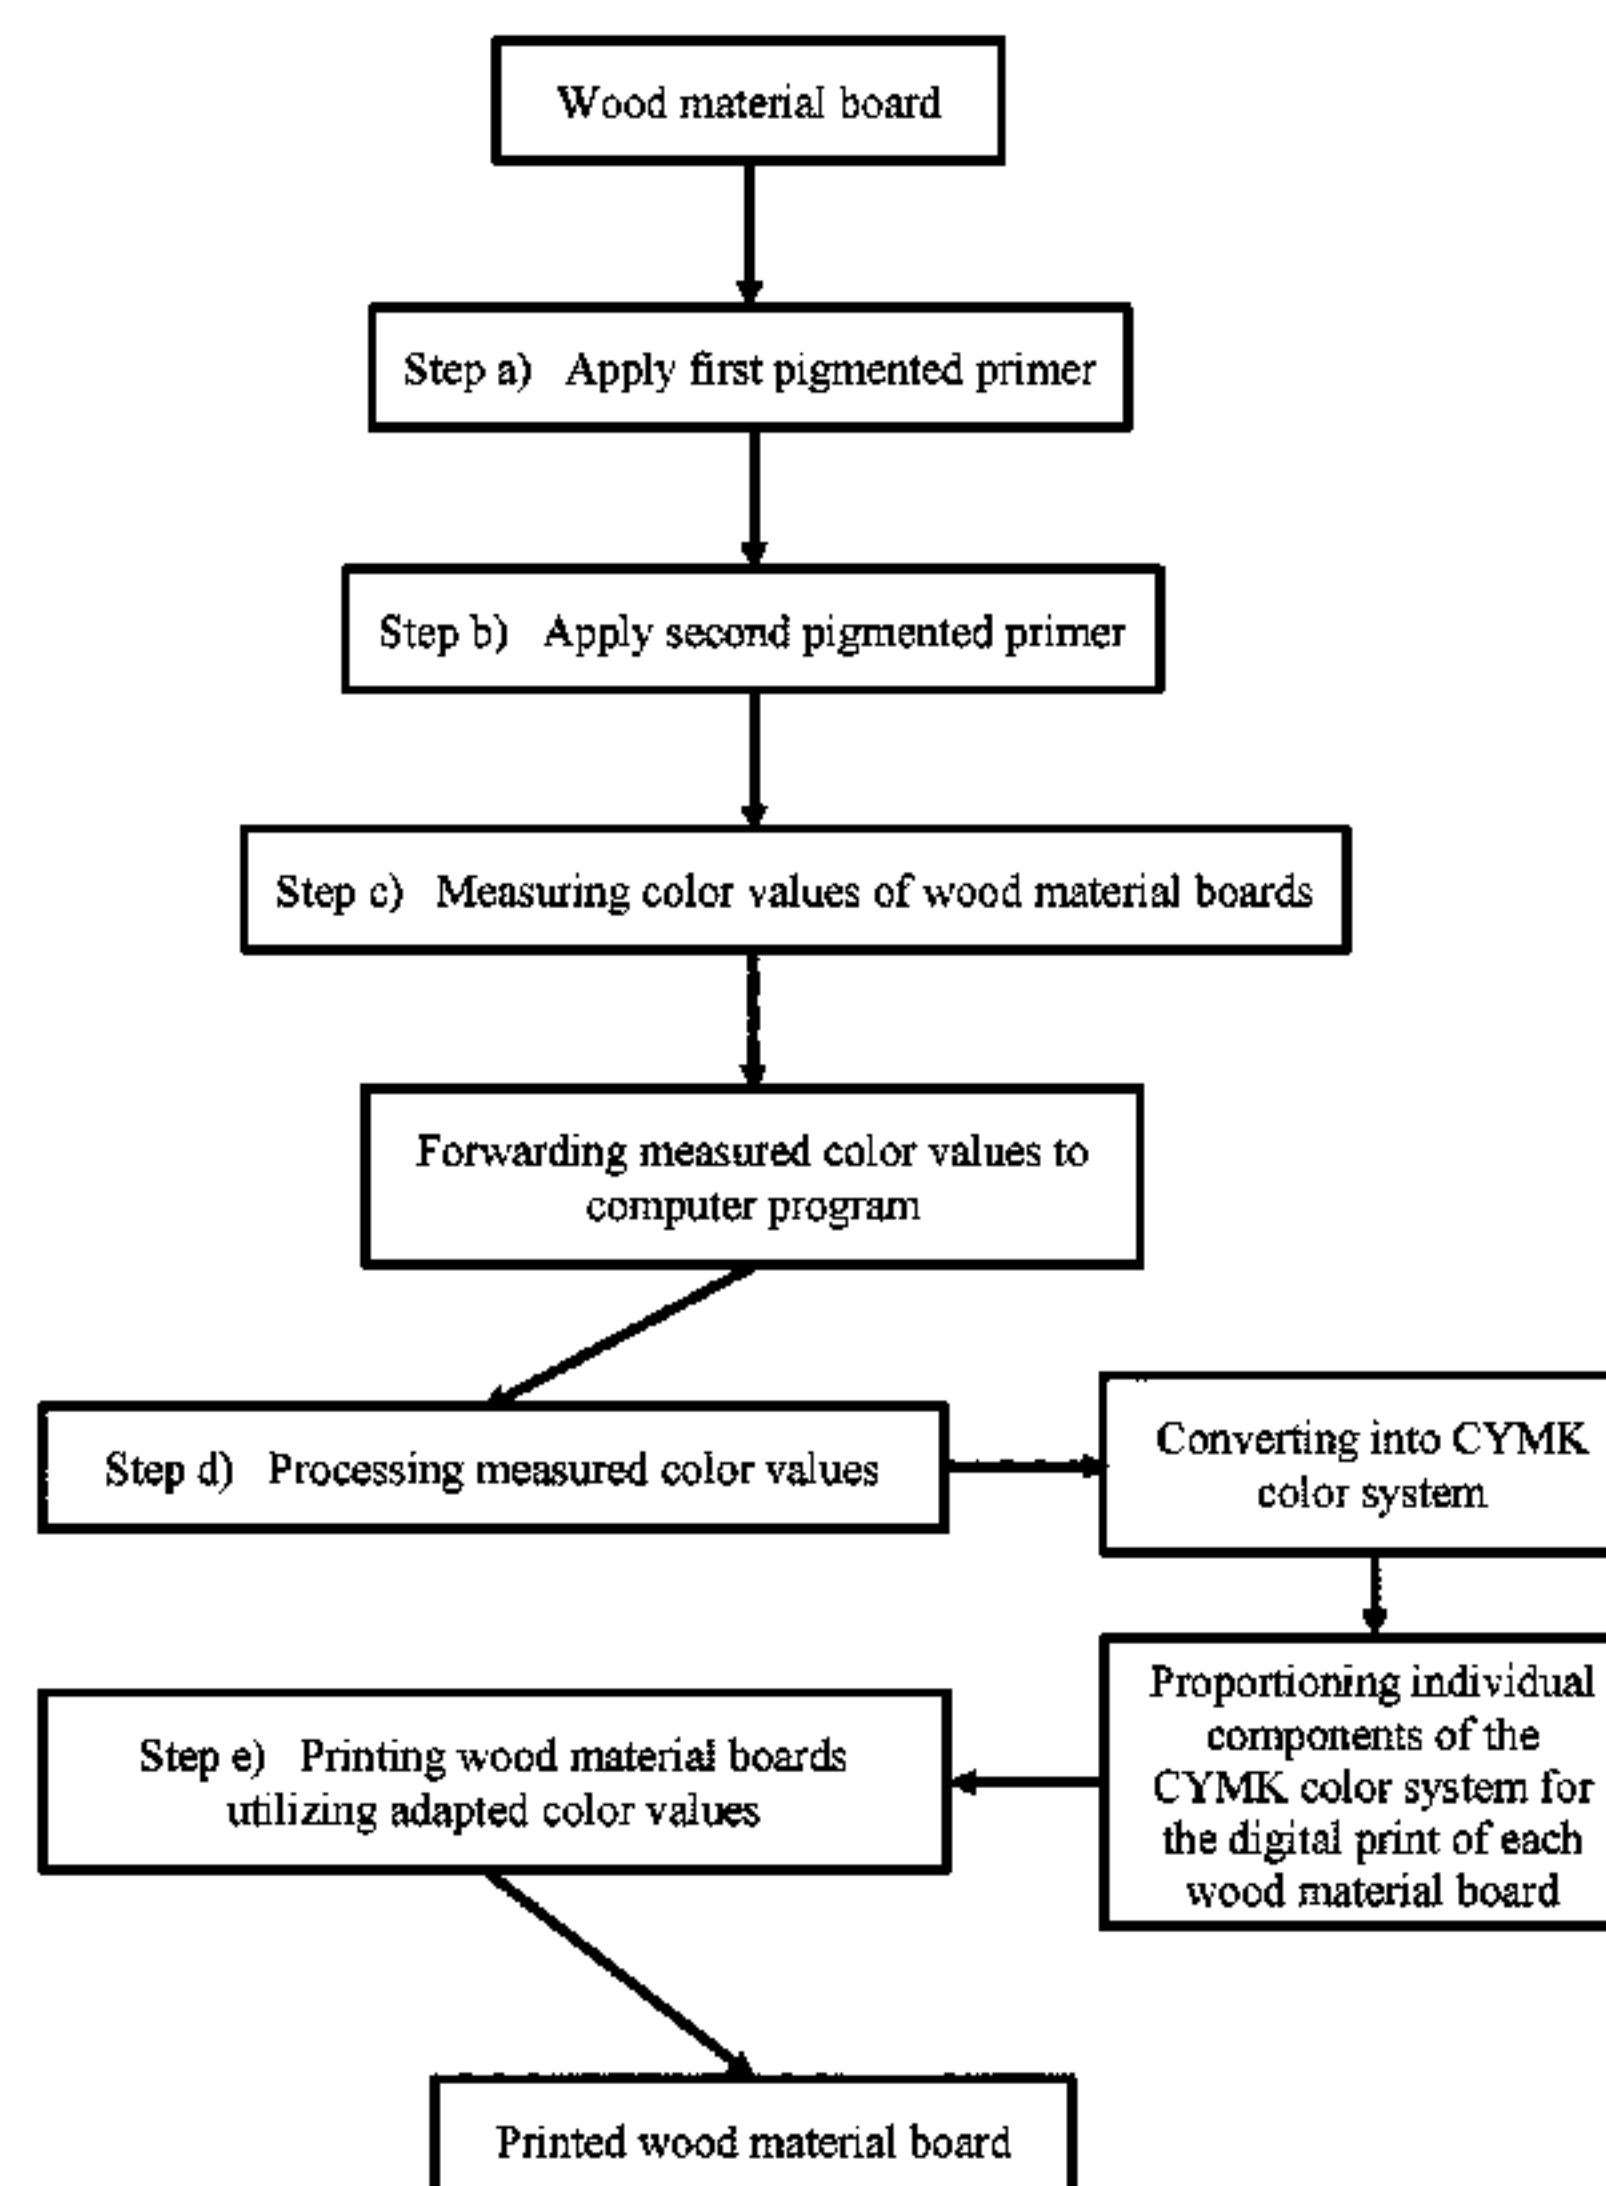 Wood material board
Step a) Apply first pigmented primer
Step b) Apply second pigmented primer
Step c) Measuring color values of wood material boards
Forwarding measured color values to
computer program
Step d) Processing measured color values
Converting into CYMK
color system
Proportioning individual
components of the
CYMK color system for
the digital print of each
wood material board
Step e) Printing wood material boards
utilizing adapted color values
Printed wood material board